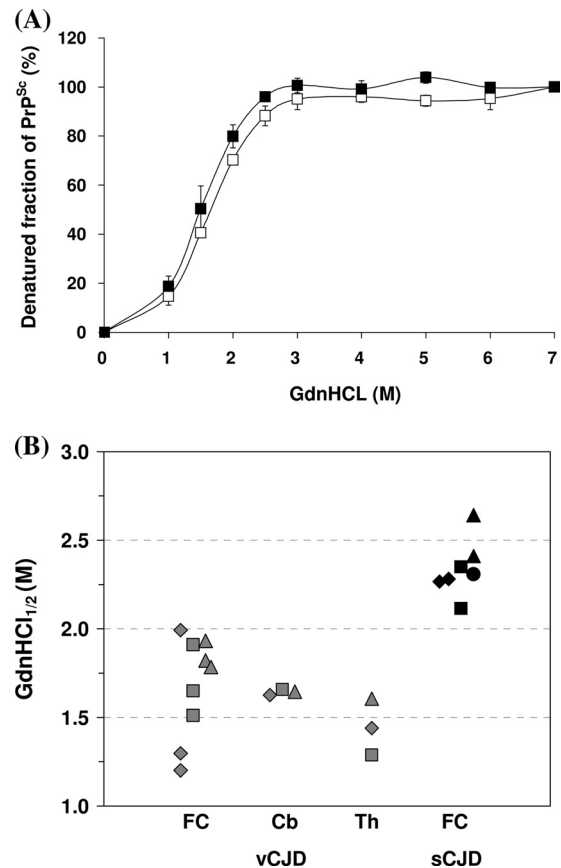 (A)
Denatured fraction of PrPSc (%)
120
100
80
60
40
20
0
0 1 2 3 4 5 6 7
GdnHCL (M)
(B)
GdnHCl1/2 (M)
3.0
2.5
2.0
1.5
1.0
FC Cb Th FC
vCJD sCJD